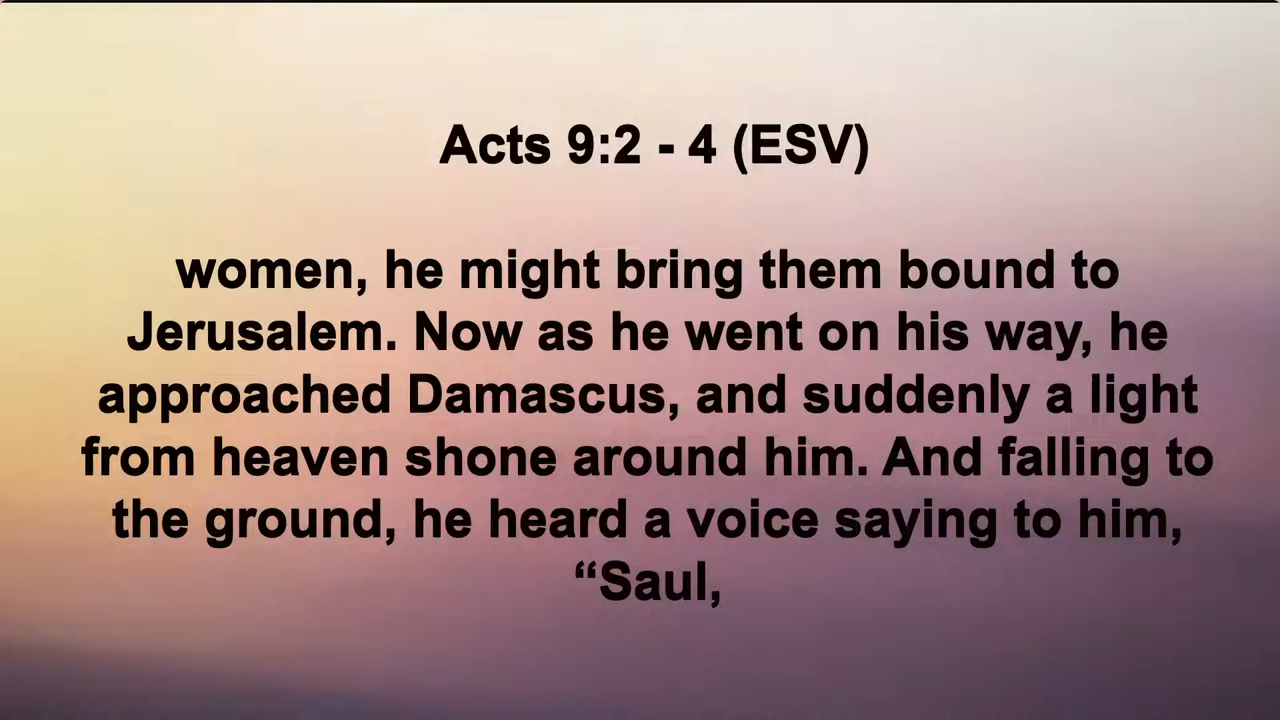 Acts 9:2 - 4 (ESV)
women, he might bring them bound to
Jerusalem. Now as he went on his way, he
approached Damascus, and suddenly a light
from heaven shone around him. And falling to
the ground, he heard a voice saying to him,
“Saul,